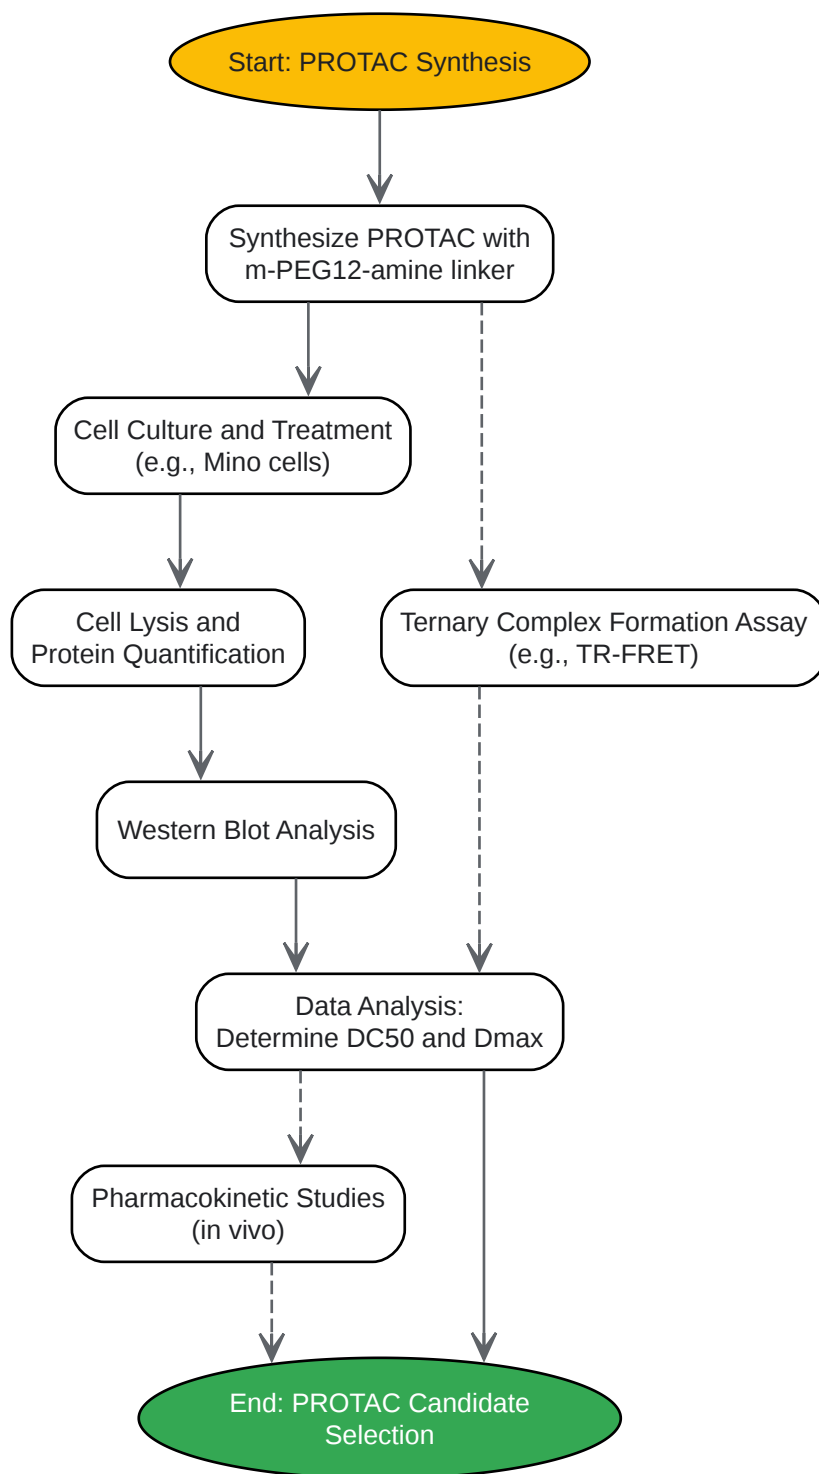 Start: PROTAC Synthesis
Synthesize PROTAC with
m-PEG12-amine linker
Cell Culture and Treatment
(e.g., Mino cells)
Cell Lysis and
Protein Quantification
Ternary Complex Formation Assay
(e.g., TR-FRET)
Western Blot Analysis
Data Analysis:
Determine DC50 and Dmax
Pharmacokinetic Studies
(in vivo)
End: PROTAC Candidate
Selection